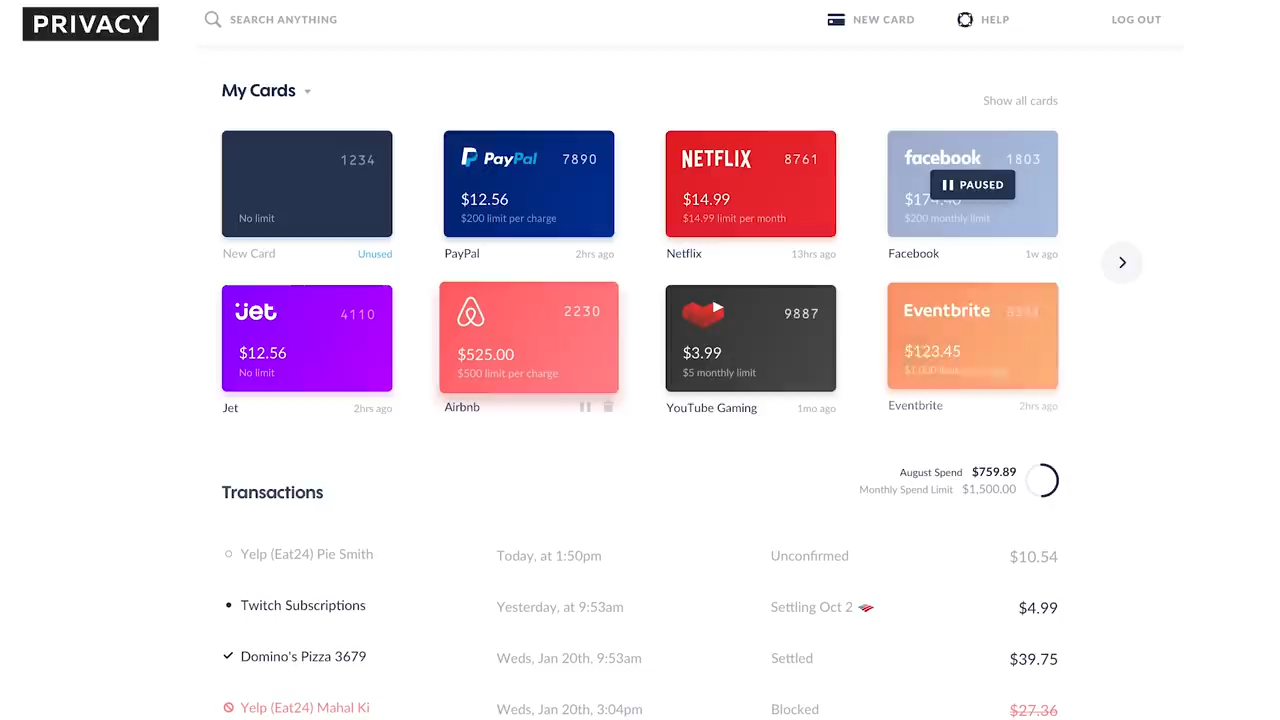 PRIVACY
SEARCH ANYTHING
NEW CARD
HELP
LOG OUT
My Cards
Show all cards
1234
No limit
New Card
Unused
PayPal
7890
$12.56
$200 limit per charge
PayPal
2hrs ago
NETFLIX
8761
$14.99
$14.99 limit per month
Netflix
13hrs ago
facebook
1803
PAUSED
$200 monthly limit
Facebook
1w ago
jet
4110
$12.56
No limit
Jet
2hrs ago
2230
$525.00
$500 limit per charge
Airbnb
9887
$3.99
$5 monthly limit
YouTube Gaming
1mo ago
Eventbrite
$123.45
Eventbrite
2hrs ago
Transactions
August Spend $759.89
Monthly Spend Limit $1,500.00
Yelp (Eat24) Pie Smith
Today, at 1:50pm
Unconfirmed
$10.54
Twitch Subscriptions
Yesterday, at 9:53am
Settling Oct 2
$4.99
Domino's Pizza 3679
Weds, Jan 20th, 9:53am
Settled
$39.75
Yelp (Eat24) Mahal Ki
Weds, Jan 20th, 3:04pm
Blocked
$27.36